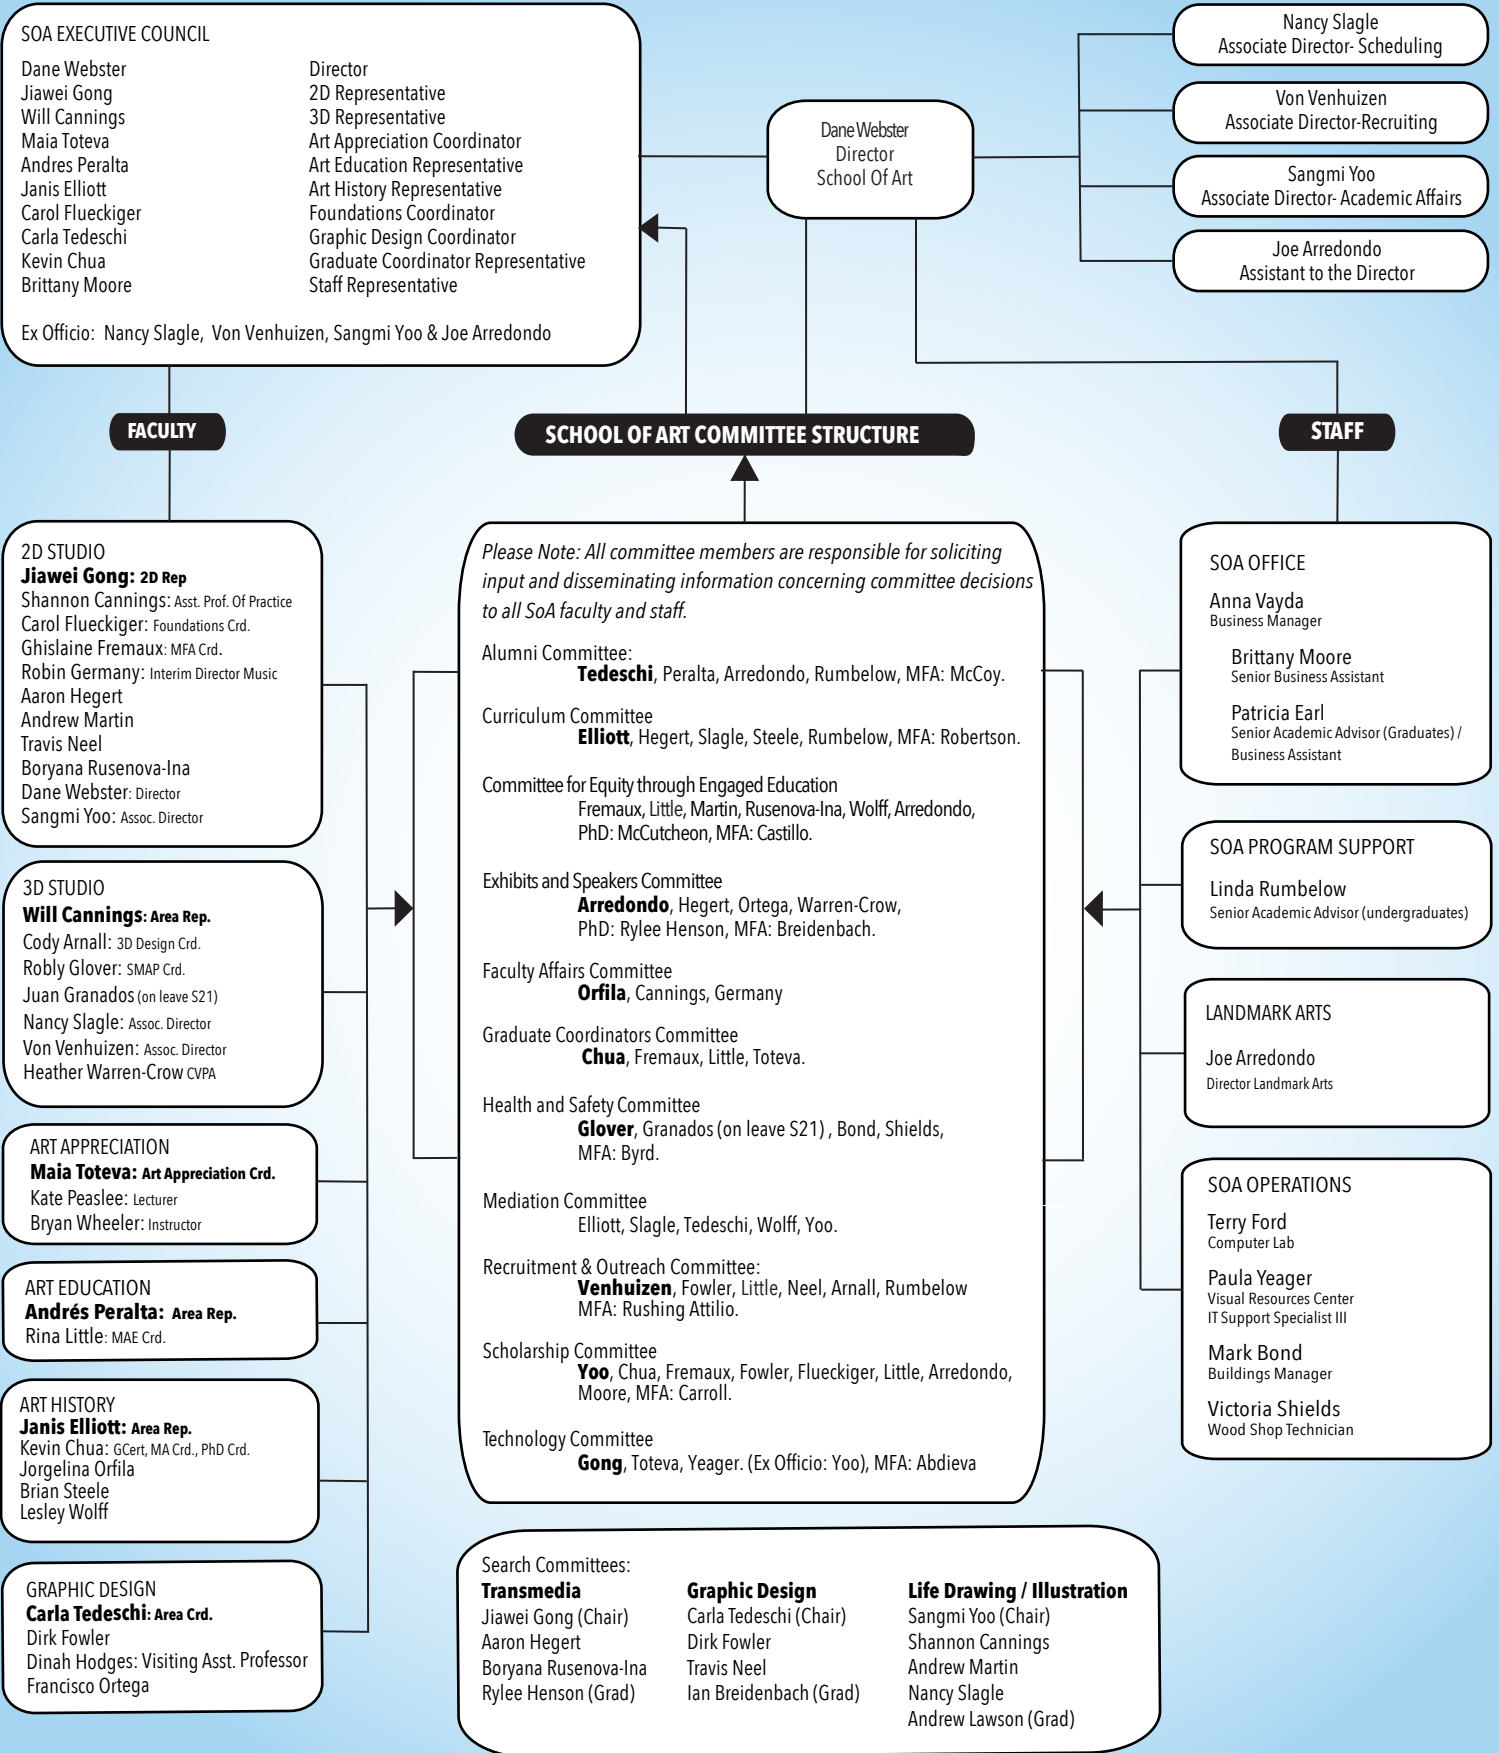 SOA EXECUTIVE COUNCIL
Dane Webster Director
Jiawei Gong 2D Representative
Will Cannings 3D Representative
Maia Toteva Art Appreciation Coordinator
Andres Peralta Art Education Representative
Janis Elliott Art History Representative
Carol Flueckiger Foundations Coordinator
Carla Tedeschi Graphic Design Coordinator
Kevin Chua Graduate Coordinator Representative
Brittany Moore Staff Representative
Ex Officio: Nancy Slagle, Von Venhuizen, Sangmi Yoo & Joe Arredondo
Dane Webster
Director
School Of Art
Nancy Slagle
Associate Director- Scheduling
Von Venhuizen
Associate Director-Recruiting
Sangmi Yoo
Associate Director- Academic Affairs
Joe Arredondo
Assistant to the Director
FACULTY
SCHOOL OF ART COMMITTEE STRUCTURE
STAFF
2D STUDIO
Jiawei Gong: 2D Rep
Shannon Cannings: Asst. Prof. Of Practice
Carol Flueckiger: Foundations Crd.
Ghislaine Fremaux: MFA Crd.
Robin Germany: Interim Director Music
Aaron Hegert
Andrew Martin
Travis Neel
Boryana Rusenova-Ina
Dane Webster: Director
Sangmi Yoo: Assoc. Director
3D STUDIO
Will Cannings: Area Rep.
Cody Arnall: 3D Design Crd.
Robly Glover: SMAP Crd.
Juan Granados (on leave S21)
Nancy Slagle: Assoc. Director
Von Venhuizen: Assoc. Director
Heather Warren-Crow CVPA
ART APPRECIATION
Maia Toteva: Art Appreciation Crd.
Kate Peaslee: Lecturer
Bryan Wheeler: Instructor
ART EDUCATION
Andrés Peralta: Area Rep.
Rina Little: MAE Crd.
ART HISTORY
Janis Elliott: Area Rep.
Kevin Chua: GCert, MA Crd., PhD Crd.
Jorgelina Orfila
Brian Steele
Lesley Wolff
GRAPHIC DESIGN
Carla Tedeschi: Area Crd.
Dirk Fowler
Dinah Hodges: Visiting Asst. Professor
Francisco Ortega
Please Note: All committee members are responsible for soliciting
input and disseminating information concerning committee decisions
to all SoA faculty and staff.
Alumni Committee:
Tedeschi, Peralta, Arredondo, Rumbelow, MFA: McCoy.
Curriculum Committee
Elliott, Hegert, Slagle, Steele, Rumbelow, MFA: Robertson.
Committee for Equity through Engaged Education
Fremaux, Little, Martin, Rusenova-Ina, Wolff, Arredondo,
PhD: McCutcheon, MFA: Castillo.
Exhibits and Speakers Committee
Arredondo, Hegert, Ortega, Warren-Crow,
PhD: Rylee Henson, MFA: Breidenbach.
Faculty Affairs Committee
Orfila, Cannings, Germany
Graduate Coordinators Committee
Chua, Fremaux, Little, Toteva.
Health and Safety Committee
Glover, Granados (on leave S21) , Bond, Shields,
MFA: Byrd.
Mediation Committee
Elliott, Slagle, Tedeschi, Wolff, Yoo.
Recruitment & Outreach Committee:
Venhuizen, Fowler, Little, Neel, Arnall, Rumbelow
MFA: Rushing Attilio.
Scholarship Committee
Yoo, Chua, Fremaux, Fowler, Flueckiger, Little, Arredondo,
Moore, MFA: Carroll.
Technology Committee
Gong, Toteva, Yeager. (Ex Officio: Yoo), MFA: Abdieva
SOA OFFICE
Anna Vayda
Business Manager
Brittany Moore
Senior Business Assistant
Patricia Earl
Senior Academic Advisor (Graduates) /
Business Assistant
SOA PROGRAM SUPPORT
Linda Rumbelow
Senior Academic Advisor (undergraduates)
LANDMARK ARTS
Joe Arredondo
Director Landmark Arts
SOA OPERATIONS
Terry Ford
Computer Lab
Paula Yeager
Visual Resources Center
IT Support Specialist III
Mark Bond
Buildings Manager
Victoria Shields
Wood Shop Technician
Search Committees:
Transmedia
Jiawei Gong (Chair)
Aaron Hegert
Boryana Rusenova-Ina
Rylee Henson (Grad)
Graphic Design
Carla Tedeschi (Chair)
Dirk Fowler
Travis Neel
Ian Breidenbach (Grad)
Life Drawing / Illustration
Sangmi Yoo (Chair)
Shannon Cannings
Andrew Martin
Nancy Slagle
Andrew Lawson (Grad)